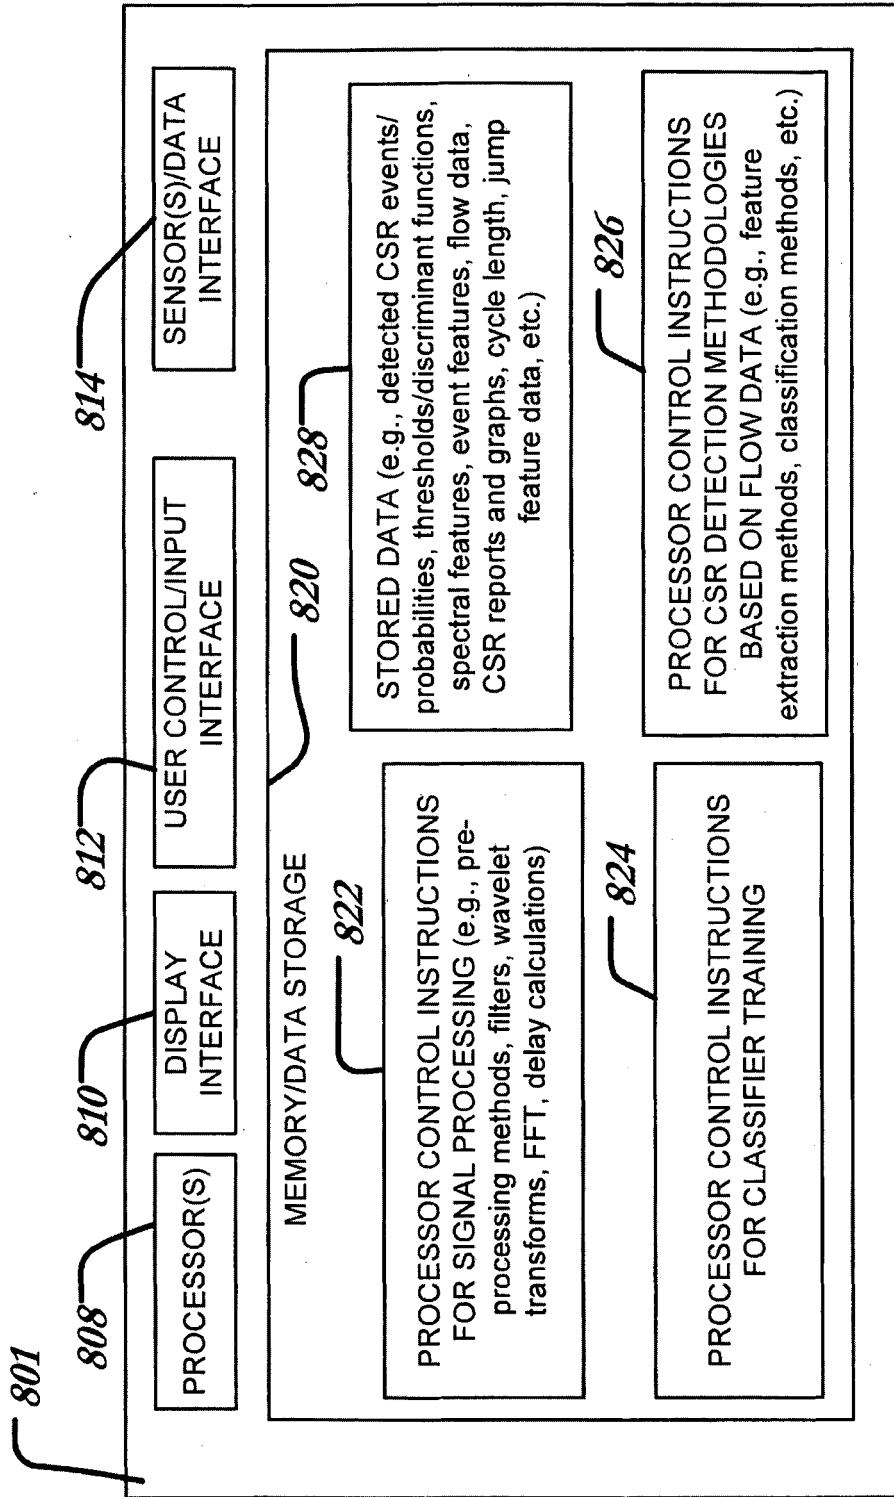 801
808
PROCESSOR(S)
810
DISPLAY
INTERFACE
812
USER CONTROL/INPUT
INTERFACE
814
SENSOR(S)/DATA
INTERFACE
820
MEMORY/DATA STORAGE
822
PROCESSOR CONTROL INSTRUCTIONS
FOR SIGNAL PROCESSING (e.g., pre-
processing methods, filters, wavelet
transforms, FFT, delay calculations)
828
STORED DATA (e.g., detected CSR events/
probabilities, thresholds/discriminant functions,
spectral features, event features, flow data,
CSR reports and graphs, cycle length, jump
feature data, etc.)
824
PROCESSOR CONTROL INSTRUCTIONS
FOR CLASSIFIER TRAINING
826
PROCESSOR CONTROL INSTRUCTIONS
FOR CSR DETECTION METHODOLOGIES
BASED ON FLOW DATA (e.g., feature
extraction methods, classification methods, etc.)